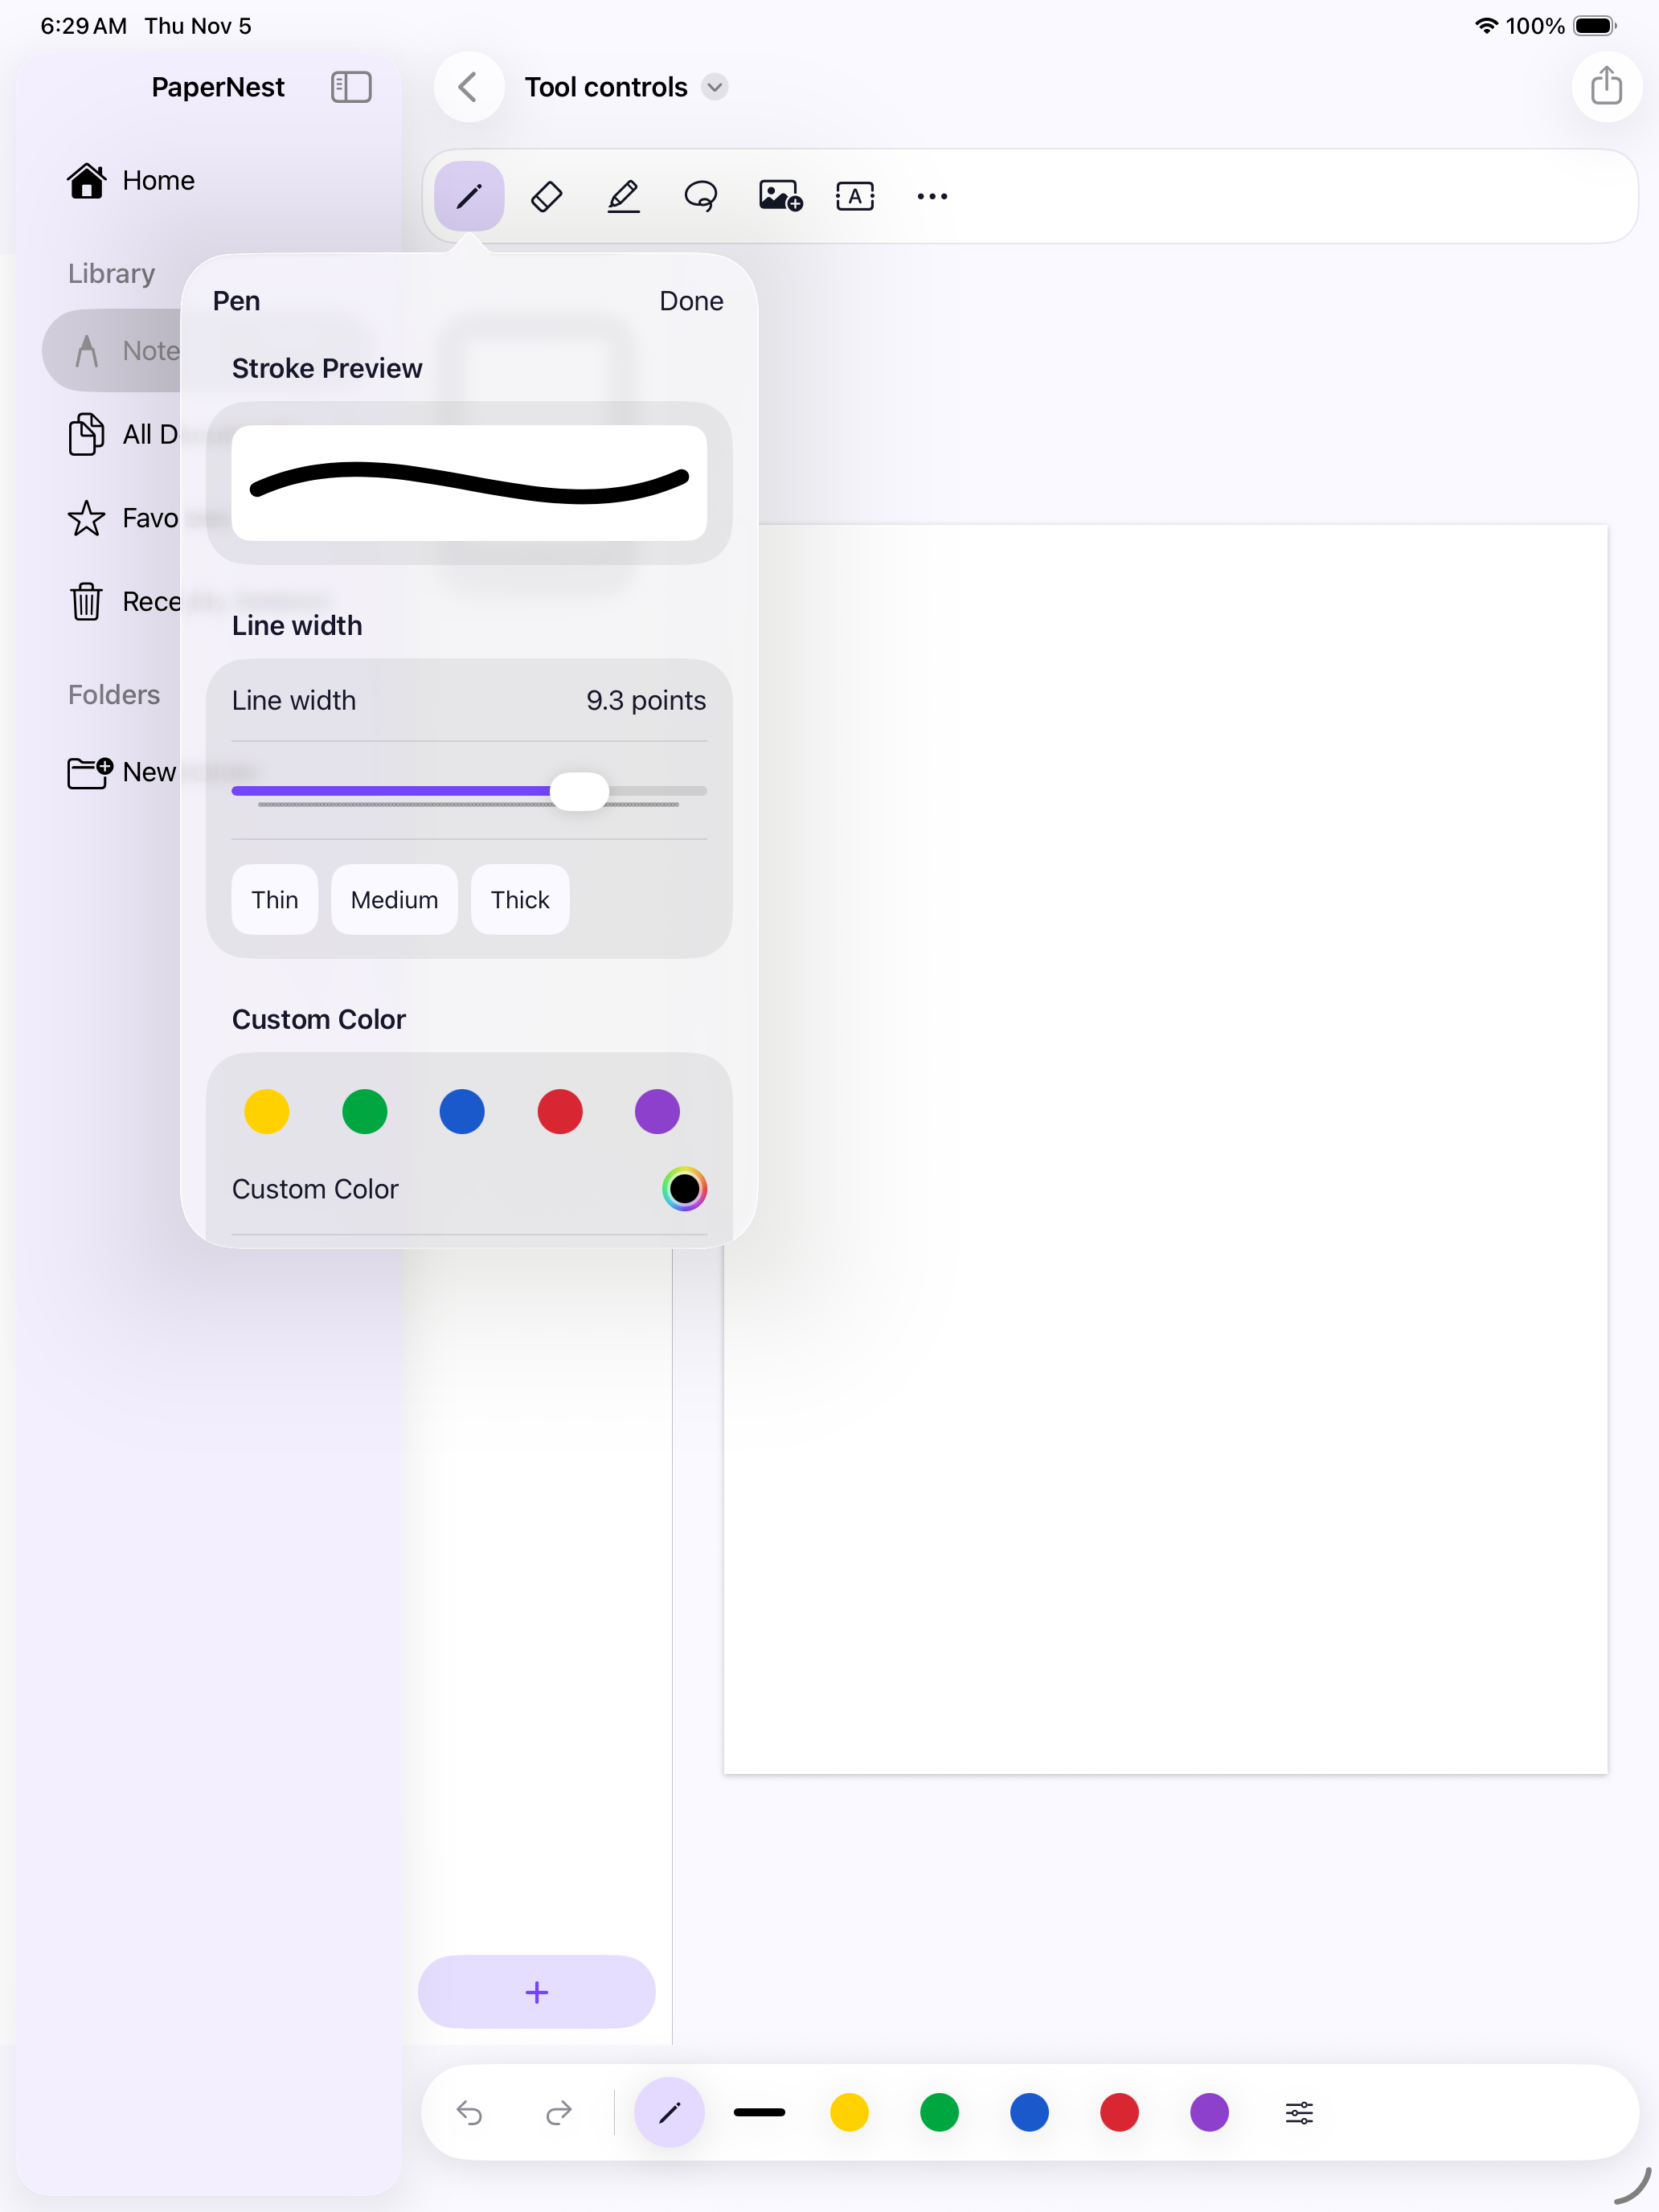 6:29 AM Thu Nov 5
100%
PaperNest
Tool controls
Home
Library
A
Pen
Done
Note
Stroke Preview
All D
Favo
Rece
Line width
Folders
Line width
9.3 points
New
Thin
Medium
Thick
Custom Color
Custom Color